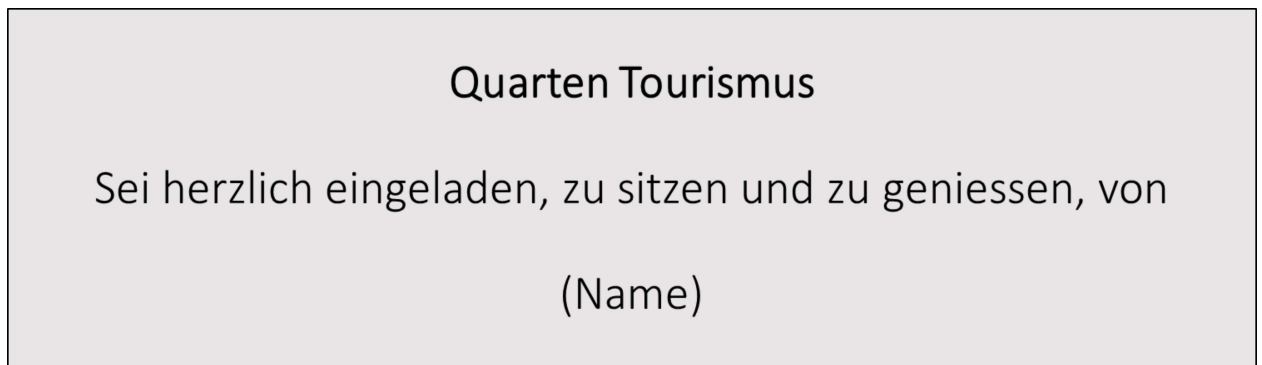 Quarten Tourismus
Sei herzlich eingeladen, zu sitzen und zu geniessen, von
(Name)